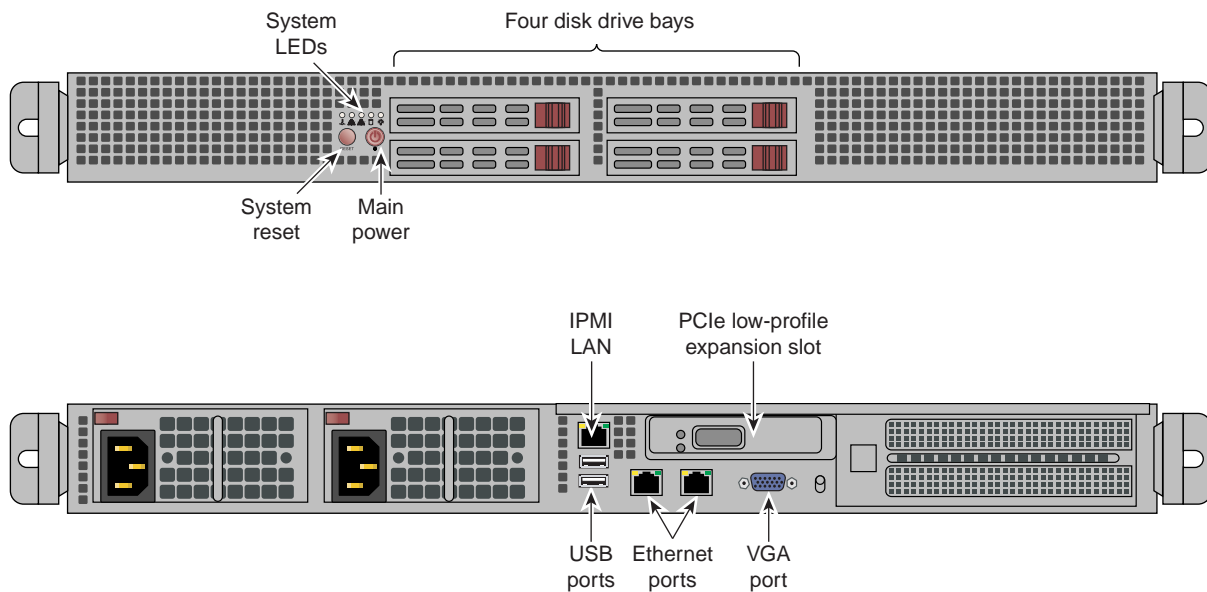 System
LEDs
Four disk drive bays
RESET
System
reset
Main
power
IPMI
LAN
PCIe low-profile
expansion slot
USB
ports
Ethernet
ports
VGA
port